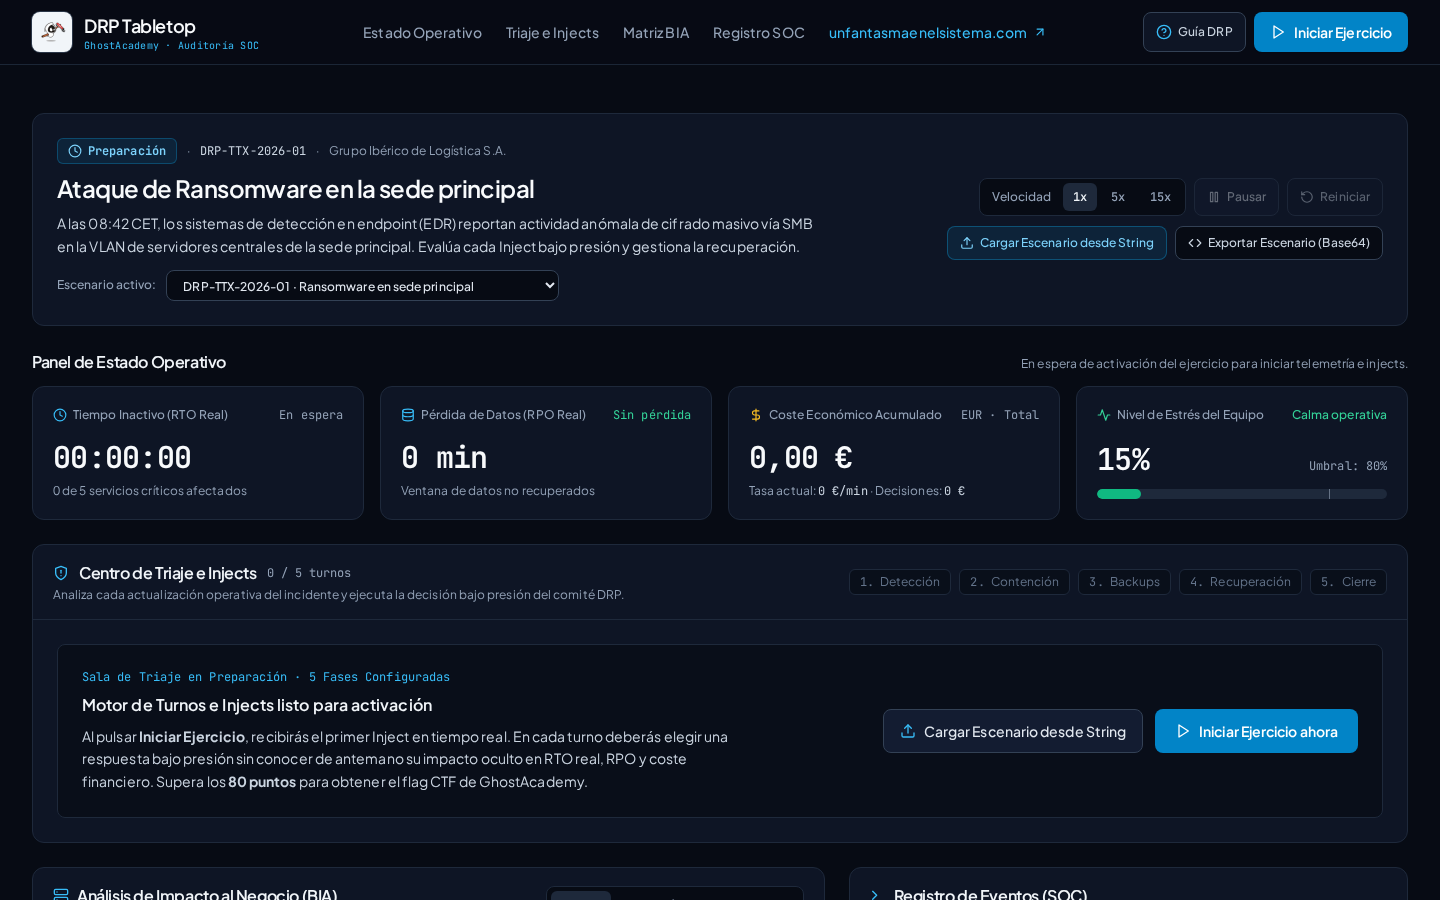 DRP Tabletop
GhostAcademy · Auditoría SOC
Estado Operativo
Triaje e Injects
Matriz BIA
Registro SOC
unfantasmaenelsistema.com
Guía DRP
Iniciar Ejercicio
Preparación · DRP-TTX-2026-01 · Grupo Ibérico de Logística S.A.
Ataque de Ransomware en la sede principal
A las 08:42 CET, los sistemas de detección en endpoint (EDR) reportan actividad anómala de cifrado masivo vía SMB
en la VLAN de servidores centrales de la sede principal. Evalúa cada Inject bajo presión y gestiona la recuperación.
Escenario activo: DRP-TTX-2026-01 · Ransomware en sede principal
Velocidad 1x 5x 15x
Pausar
Reiniciar
Cargar Escenario desde String
Exportar Escenario (Base64)
Panel de Estado Operativo
En espera de activación del ejercicio para iniciar telemetría e injects.
Tiempo Inactivo (RTO Real) En espera
00:00:00
0 de 5 servicios críticos afectados
Pérdida de Datos (RPO Real) Sin pérdida
0 min
Ventana de datos no recuperados
Coste Económico Acumulado EUR · Total
0,00 €
Tasa actual: 0 €/min · Decisiones: 0 €
Nivel de Estrés del Equipo Calma operativa
15% Umbral: 80%
Centro de Triaje e Injects 0 / 5 turnos
Analiza cada actualización operativa del incidente y ejecuta la decisión bajo presión del comité DRP.
1. Detección
2. Contención
3. Backups
4. Recuperación
5. Cierre
Sala de Triaje en Preparación · 5 Fases Configuradas
Motor de Turnos e Injects listo para activación
Al pulsar Iniciar Ejercicio, recibirás el primer Inject en tiempo real. En cada turno deberás elegir una
respuesta bajo presión sin conocer de antemano su impacto oculto en RTO real, RPO y coste
financiero. Supera los 80 puntos para obtener el flag CTF de GhostAcademy.
Cargar Escenario desde String
Iniciar Ejercicio ahora
Análisis de Impacto al Negocio (BIA)
Registro de Eventos (SOC)